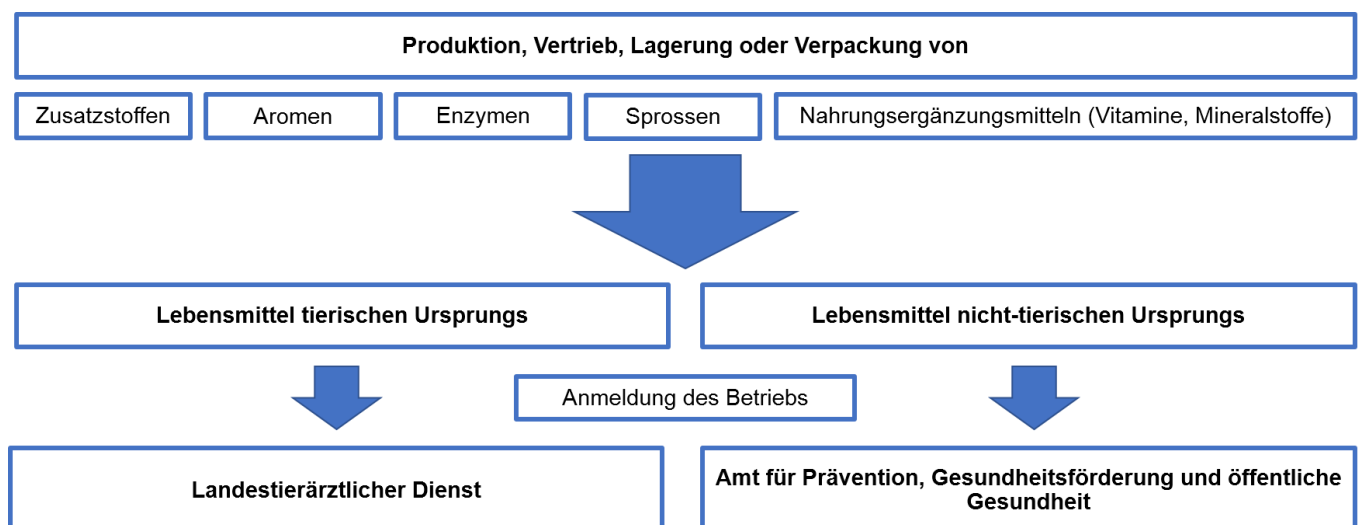 Produktion, Vertrieb, Lagerung oder Verpackung von
Zusatzstoffen
Aromen
Enzymen
Sprossen
Nahrungsergänzungsmitteln (Vitamine, Mineralstoffe)
Lebensmittel tierischen Ursprungs
Lebensmittel nicht-tierischen Ursprungs
Anmeldung des Betriebs
Landestierärztlicher Dienst
Amt für Prävention, Gesundheitsförderung und öffentliche
Gesundheit